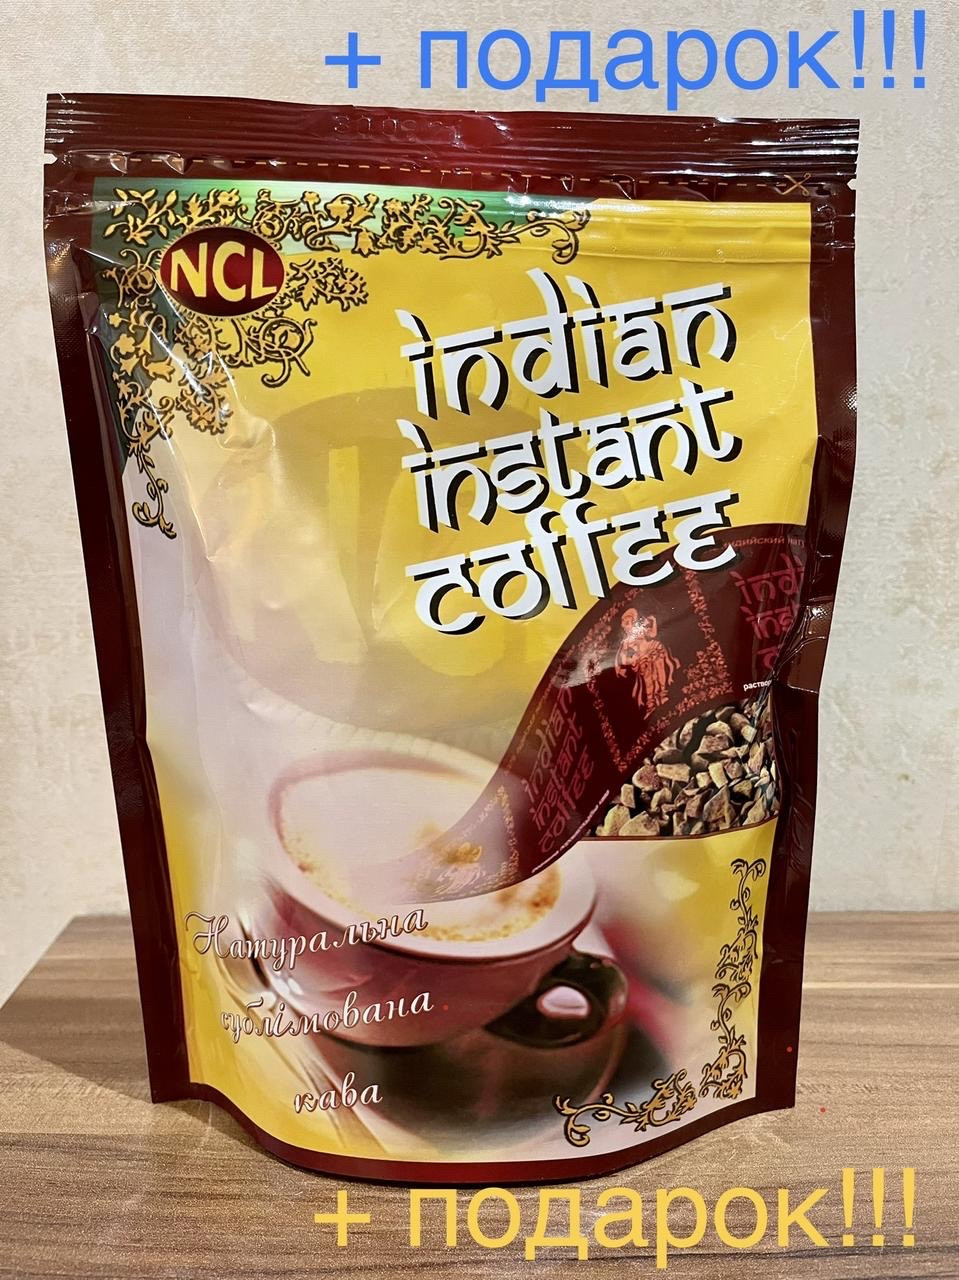 + подарок!!!
NCL
indian
instant
coffee
indian
instant
coffee
Натуральна
сублімована
кава
+ подарок!!!